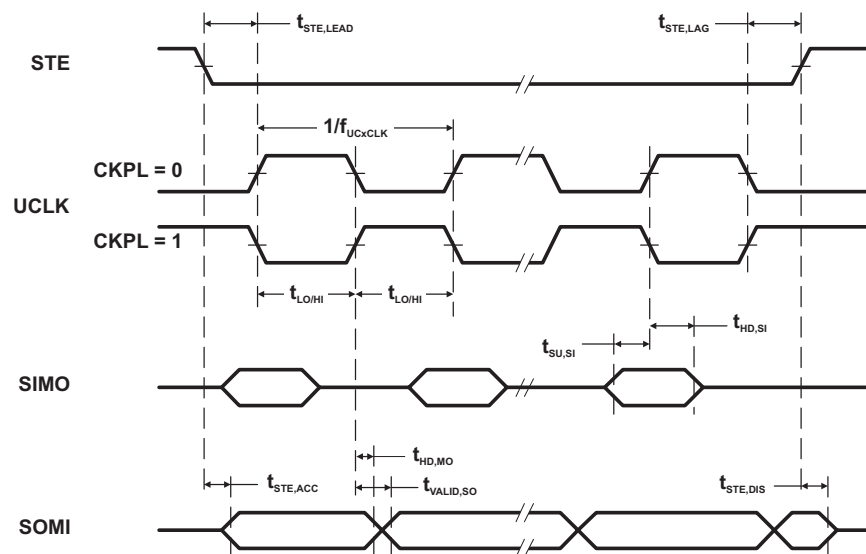 tSTE,LEAD
tSTE,LAG
STE
1/fUCxCLK
CKPL = 0
UCLK
CKPL = 1
tLO/HI tLO/HI
tHD,SI
tSU,SI
SIMO
tHD,MO
tSTE,ACC
tVALID,SO
tSTE,DIS
SOMI